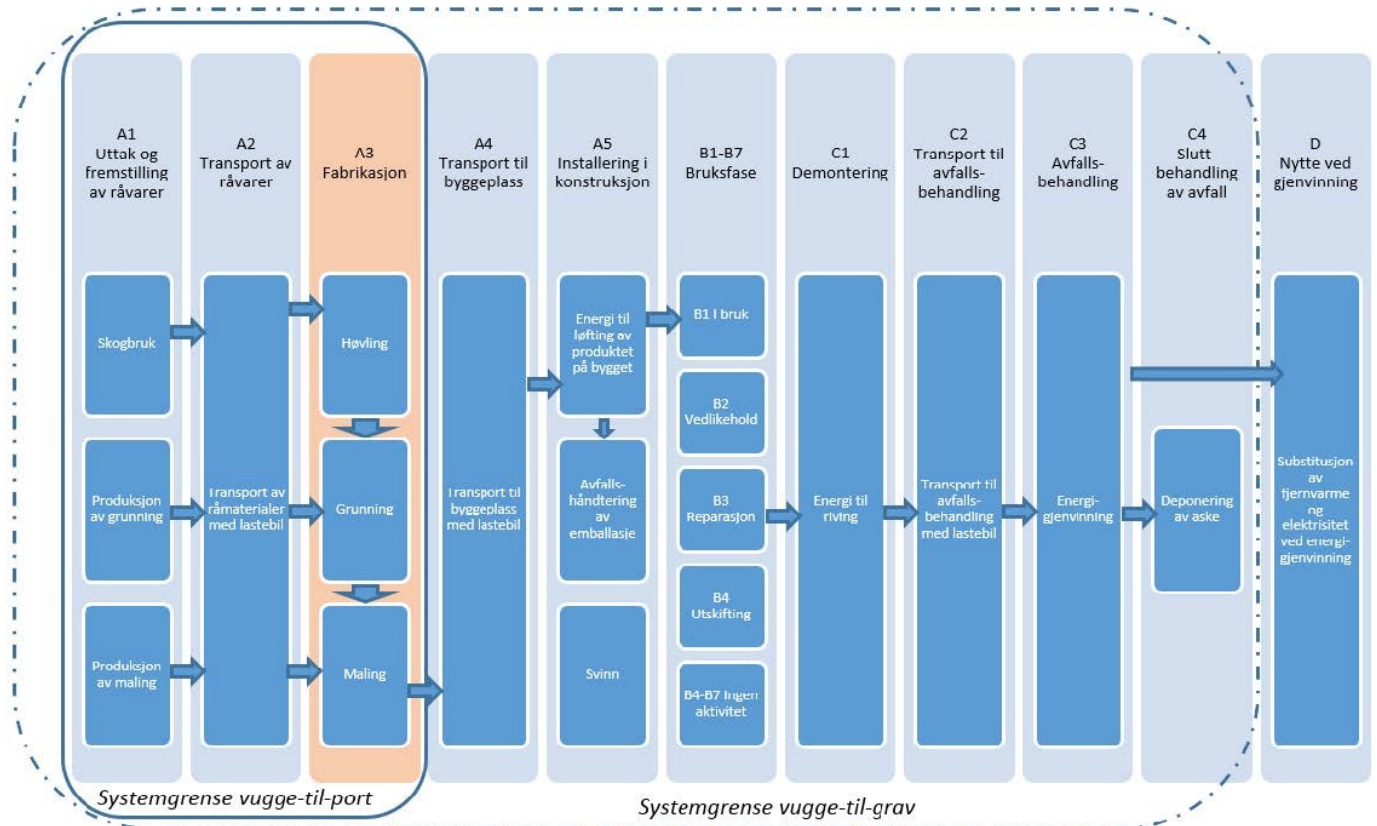 A1
Uttak og
fremstilling
av råvarer
A2
Transport av
råvarer
A3
Fabrikasjon
A4
Transport til
byggeplass
A5
Installering i
konstruksjon
B1-B7
Bruksfase
C1
Demontering
C2
Transport til
avfalls-
behandling
C3
Avfalls-
behandling
C4
Slutt
behandling
av avfall
D
Nytte ved
gjenvinning
Skogbruk
Produksjon
av grunning
Produksjon
av maling
Transport av
råmaterialer
med lastebil
Høvling
Grunning
Maling
Transport til
byggeplass
med lastebil
Energi til
løfting av
produktet
på bygget
Avfalls-
håndtering
av
emballasje
Svinn
B1 I bruk
B2
Vedlikehold
B3
Reparasjon
B4
Utskifting
B4-B7 Ingen
aktivitet
Energi til
riving
Transport til
avfalls-
behandling
med lastebil
Energi-
gjenvinning
Deponering
av aske
Substitusjon
av
fjernvarme
og
elektrisitet
ved energi-
gjenvinning
Systemgrense vugge-til-port
Systemgrense vugge-til-grav